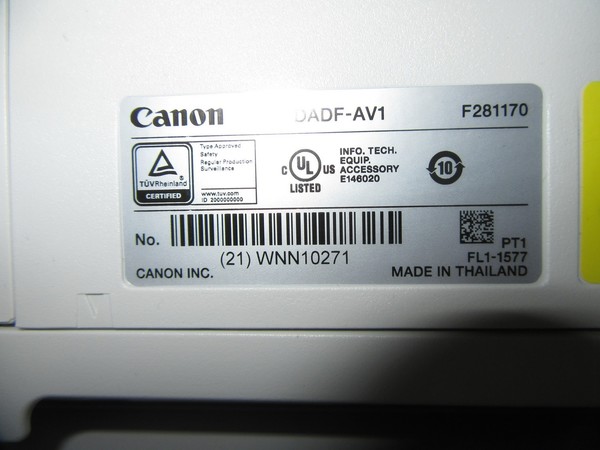 Canon DADF-AV1 F281170
Type Approved
Safety
Regular Production
Surveillance
TÜVRheinland
CERTIFIED
www.tuv.com
ID 2000000000
C UL US
LISTED
INFO. TECH.
EQUIP.
ACCESSORY
E146020
10
No.
(21) WNN10271
PT1
FL1-1577
CANON INC.
MADE IN THAILAND